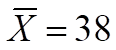 X̅ = 38